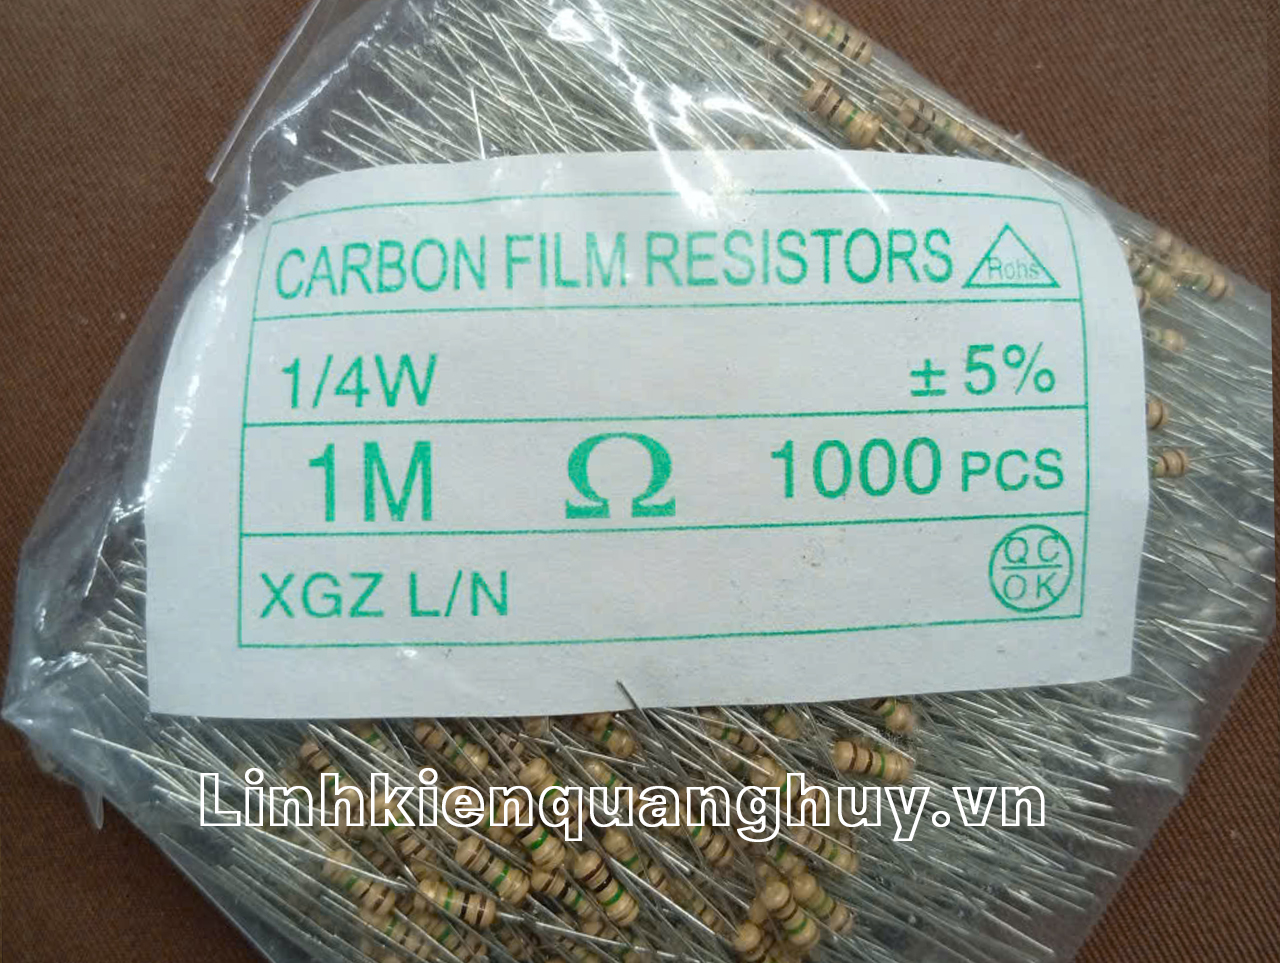 CARBON FILM RESISTORS Rohs
1/4W ± 5%
1M Ω 1000 PCS
XGZ L/N
QC
OK
Linhkienquanghuy.vn